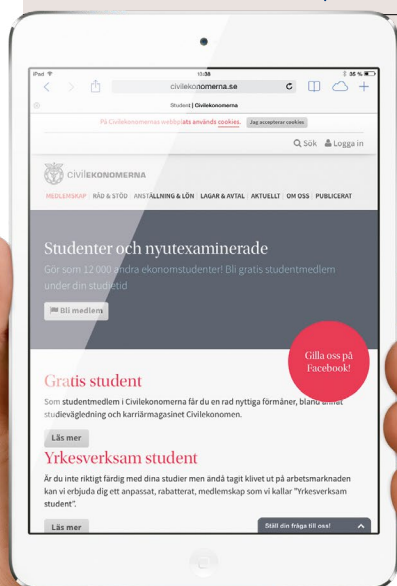 iPad
13:38
35 %
civilekonomerna.se
Student | Civilekonomerna
På Civilekonomernas webbplats används cookies. Jag accepterar cookies
Sök Logga in
CIVILEKONOMERNA
MEDLEMSKAP RÅD & STÖD ANSTÄLLNING & LÖN LAGAR & AVTAL AKTUELLT OM OSS PUBLICERAT
Studenter och nyutexaminerade
Gör som 12 000 andra ekonomstudenter! Bli gratis studentmedlem
under din studietid
Bli medlem
Gilla oss på
Facebook!
Gratis student
Som studentmedlem i Civilekonomerna får du en rad nyttiga förmåner, bland annat
studievägledning och karriärmagasinet Civilekonomen.
Läs mer
Yrkesverksam student
Är du inte riktigt färdig med dina studier men ändå tagit klivet ut på arbetsmarknaden
kan vi erbjuda dig ett anpassat, rabatterat, medlemskap som vi kallar "Yrkesverksam
student".
Läs mer
Ställ din fråga till oss!